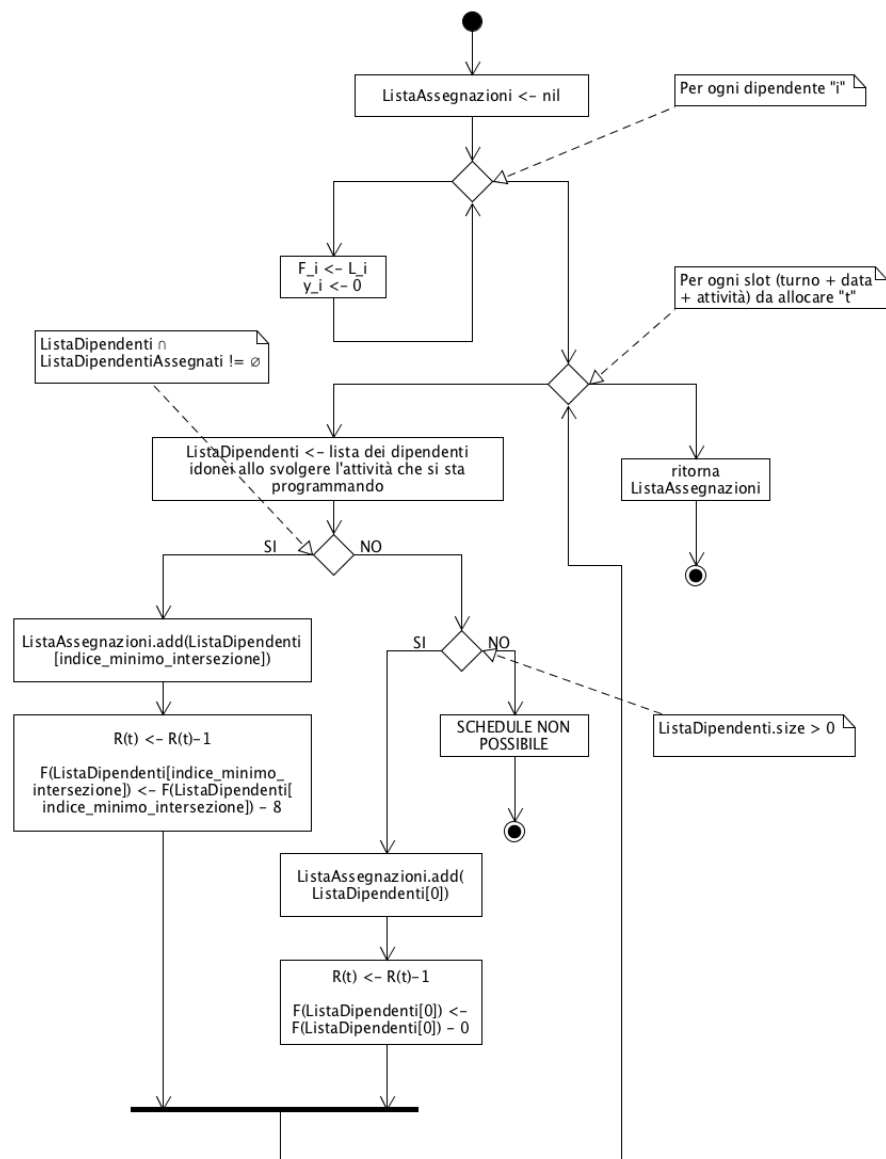 ListaAssegnazioni <- nil
Per ogni dipendente "i"
F_i <- L_i
y_i <- 0
Per ogni slot (turno + data
+ attività) da allocare "t"
ListaDipendenti ∩
ListaDipendentiAssegnati != ∅
ListaDipendenti <- lista dei dipendenti
idonei allo svolgere l'attività che si sta
programmando
ritorna
ListaAssegnazioni
SI
NO
ListaAssegnazioni.add(ListaDipendenti
[indice_minimo_intersezione])
SI
NO
R(t) <- R(t)-1
F(ListaDipendenti[indice_minimo_
intersezione]) <- F(ListaDipendenti[
indice_minimo_intersezione]) - 8
SCHEDULE NON
POSSIBILE
ListaDipendenti.size > 0
ListaAssegnazioni.add(
ListaDipendenti[0])
R(t) <- R(t)-1
F(ListaDipendenti[0]) <-
F(ListaDipendenti[0]) - 0